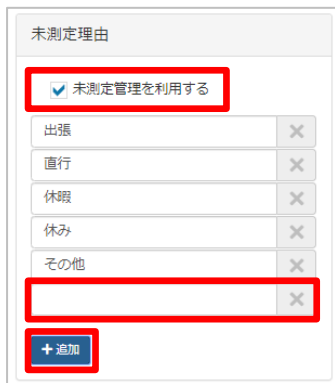 未測定理由
未測定管理を利用する
出張
直行
休暇
休み
その他
+追加